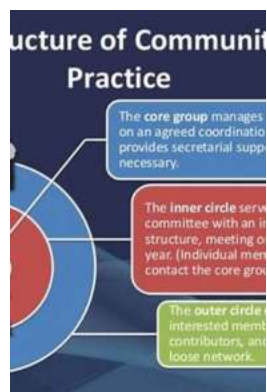 ucture of Communit
Practice
The core group manages
on an agreed coordinatio
provides secretarial supp
necessary.
The inner circle serv
committee with an in
structure, meeting o
year. (Individual mem
contact the core grou
The outer circle
interested memb
contributors, and
loose network.